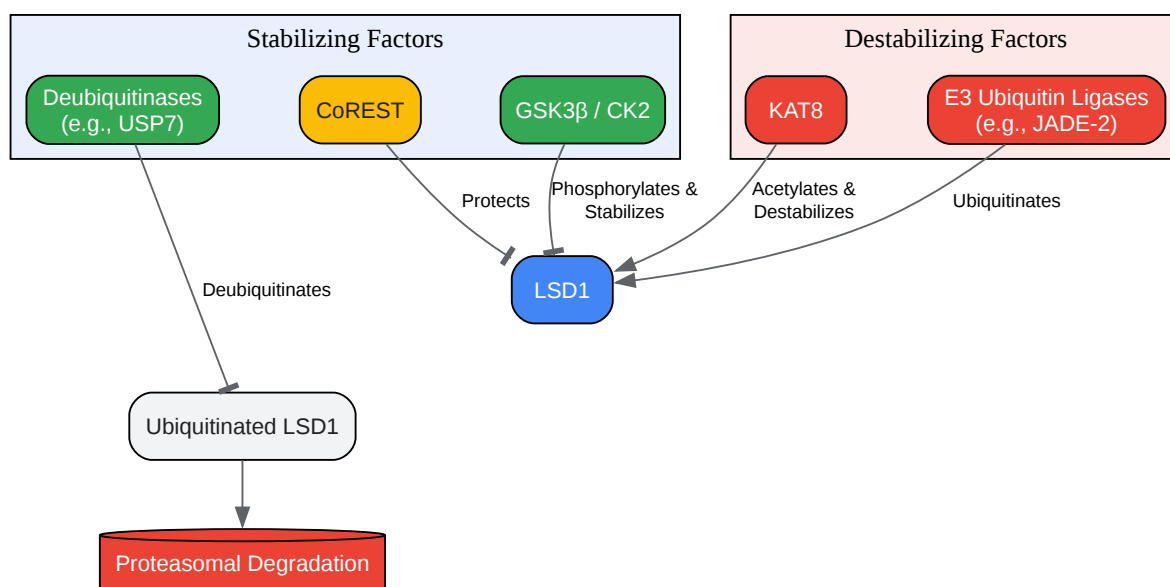 Stabilizing Factors
Destabilizing Factors
Deubiquitinases
(e.g., USP7)
CoREST
GSK3β / CK2
KAT8
E3 Ubiquitin Ligases
(e.g., JADE-2)
Protects
Phosphorylates &
Stabilizes
Acetylates &
Destabilizes
Ubiquitinates
Deubiquitinates
LSD1
Ubiquitinated LSD1
Proteasomal Degradation